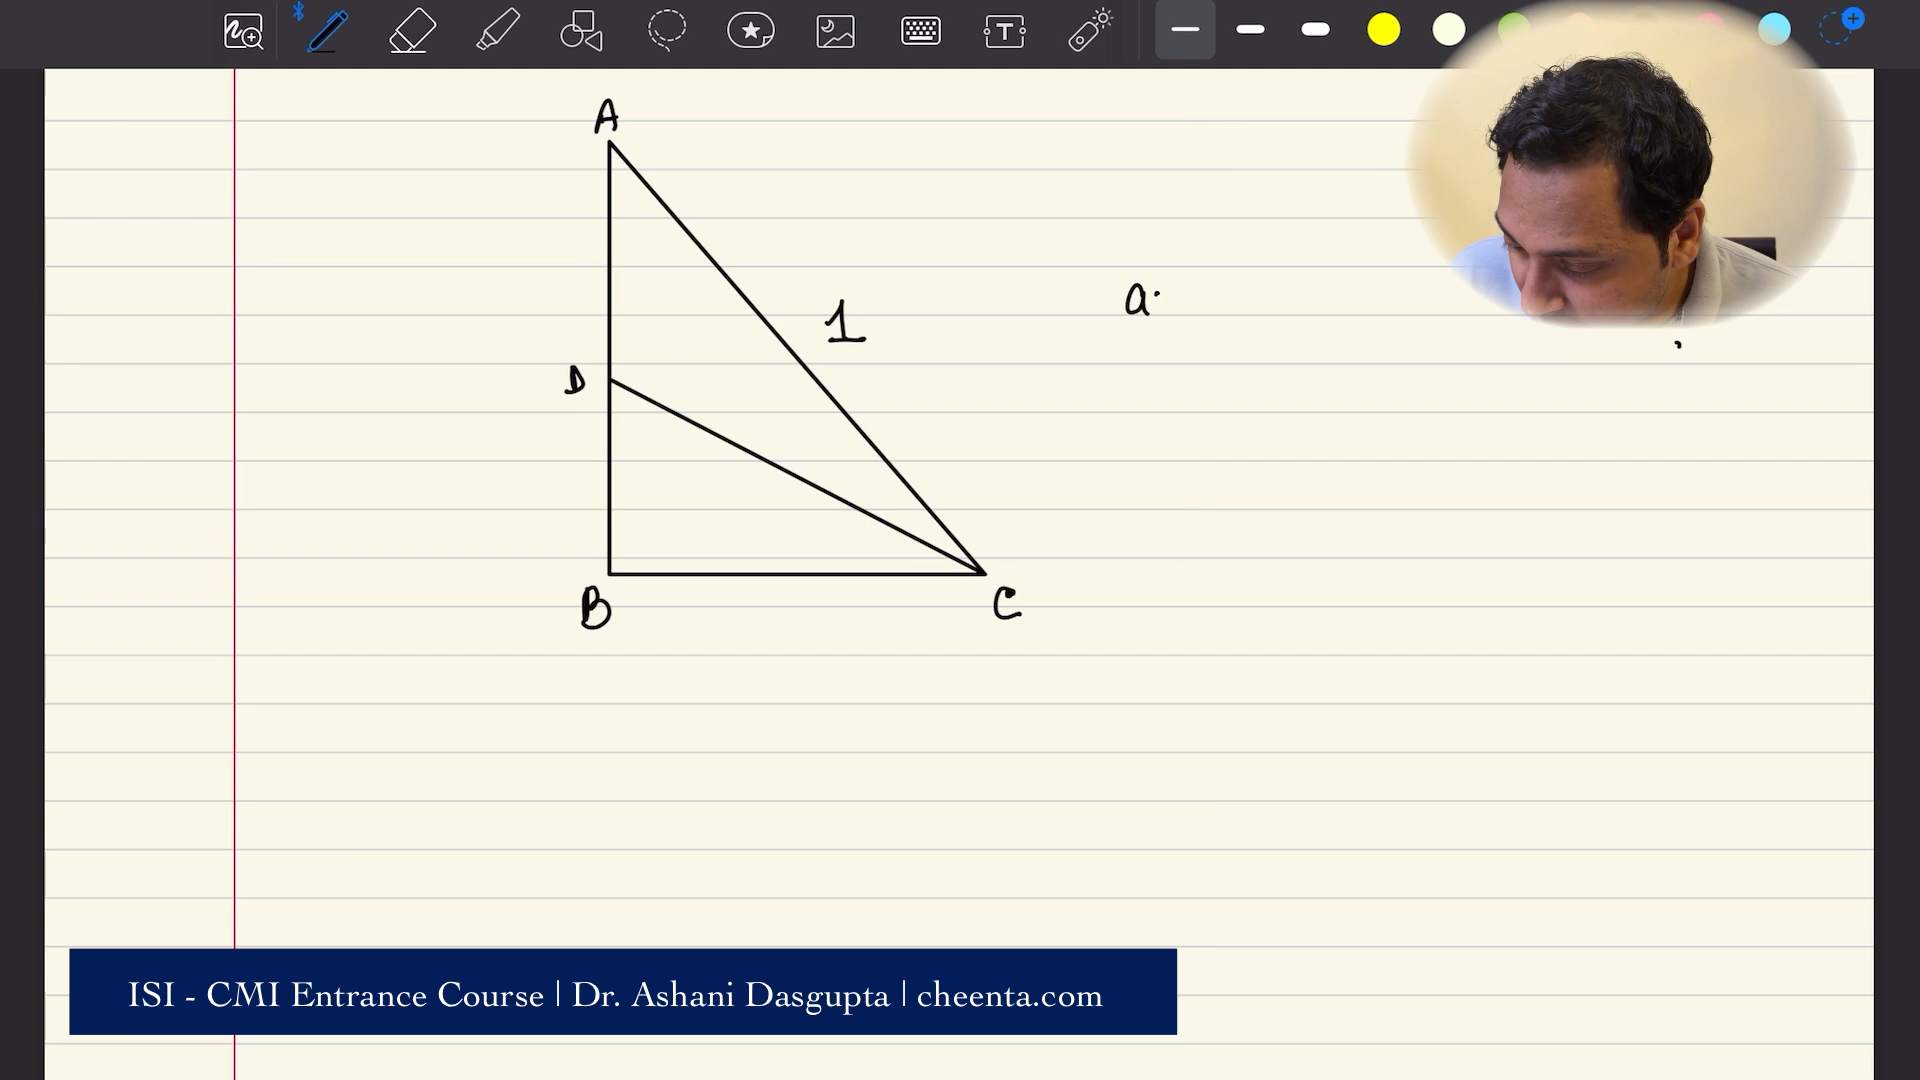 A
1
a
D
B
C
ISI - CMI Entrance Course | Dr. Ashani Dasgupta | cheenta.com